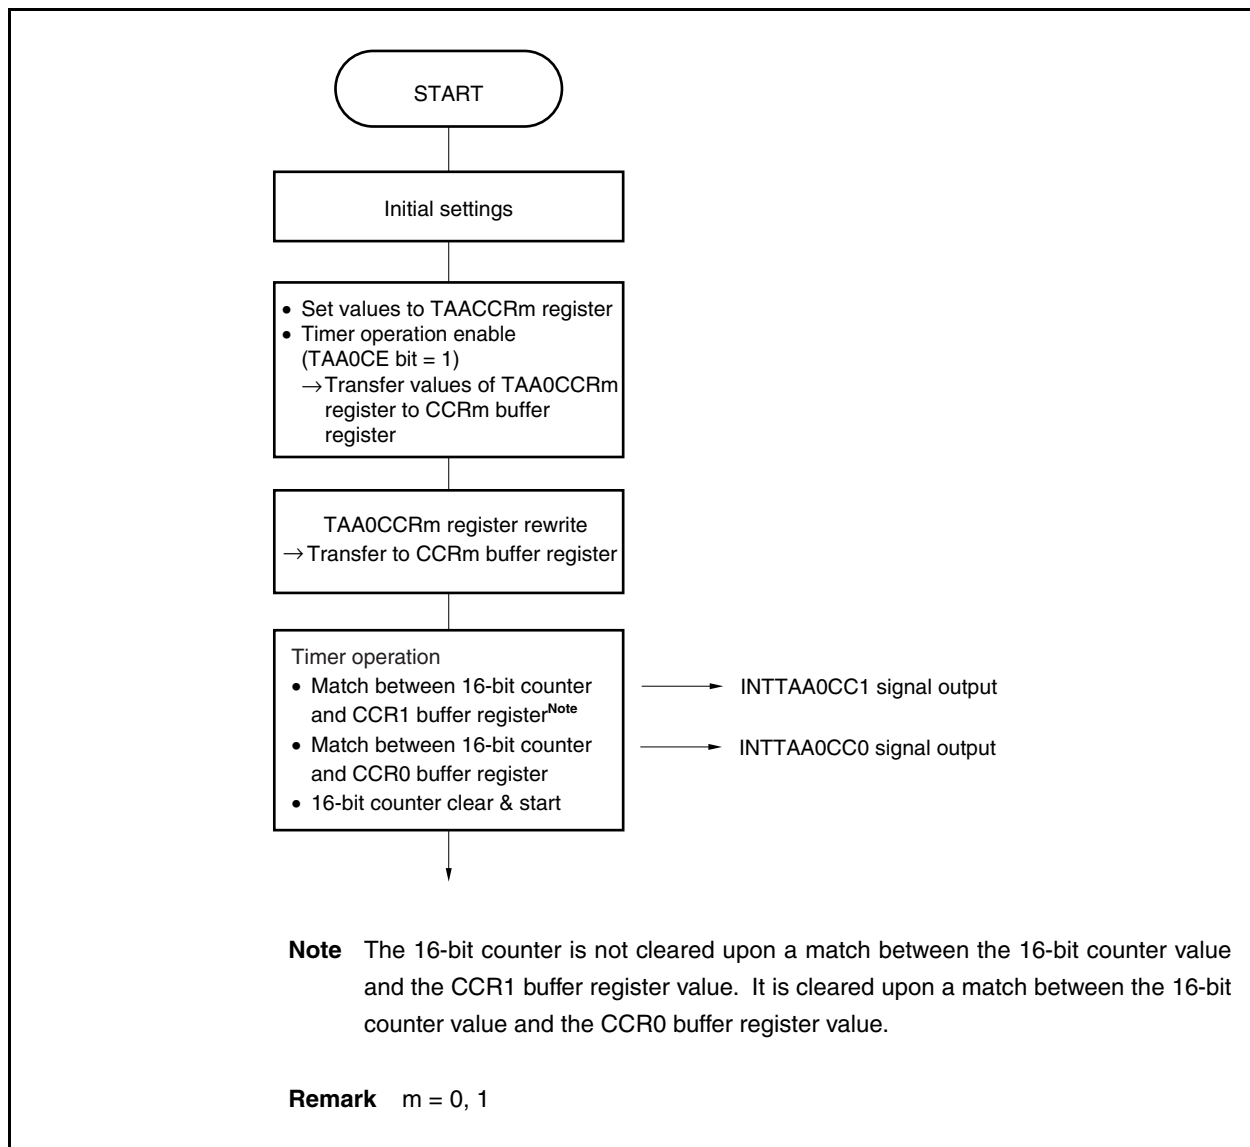 START
Initial settings
• Set values to TAACCRm register
• Timer operation enable
(TAA0CE bit = 1)
→Transfer values of TAA0CCRm
register to CCRm buffer
register
TAA0CCRm register rewrite
→Transfer to CCRm buffer register
Timer operation
• Match between 16-bit counter
and CCR1 buffer registerNote
• Match between 16-bit counter
and CCR0 buffer register
• 16-bit counter clear & start
INTTAA0CC1 signal output
INTTAA0CC0 signal output
Note The 16-bit counter is not cleared upon a match between the 16-bit counter value
and the CCR1 buffer register value. It is cleared upon a match between the 16-bit
counter value and the CCR0 buffer register value.
Remark m = 0, 1